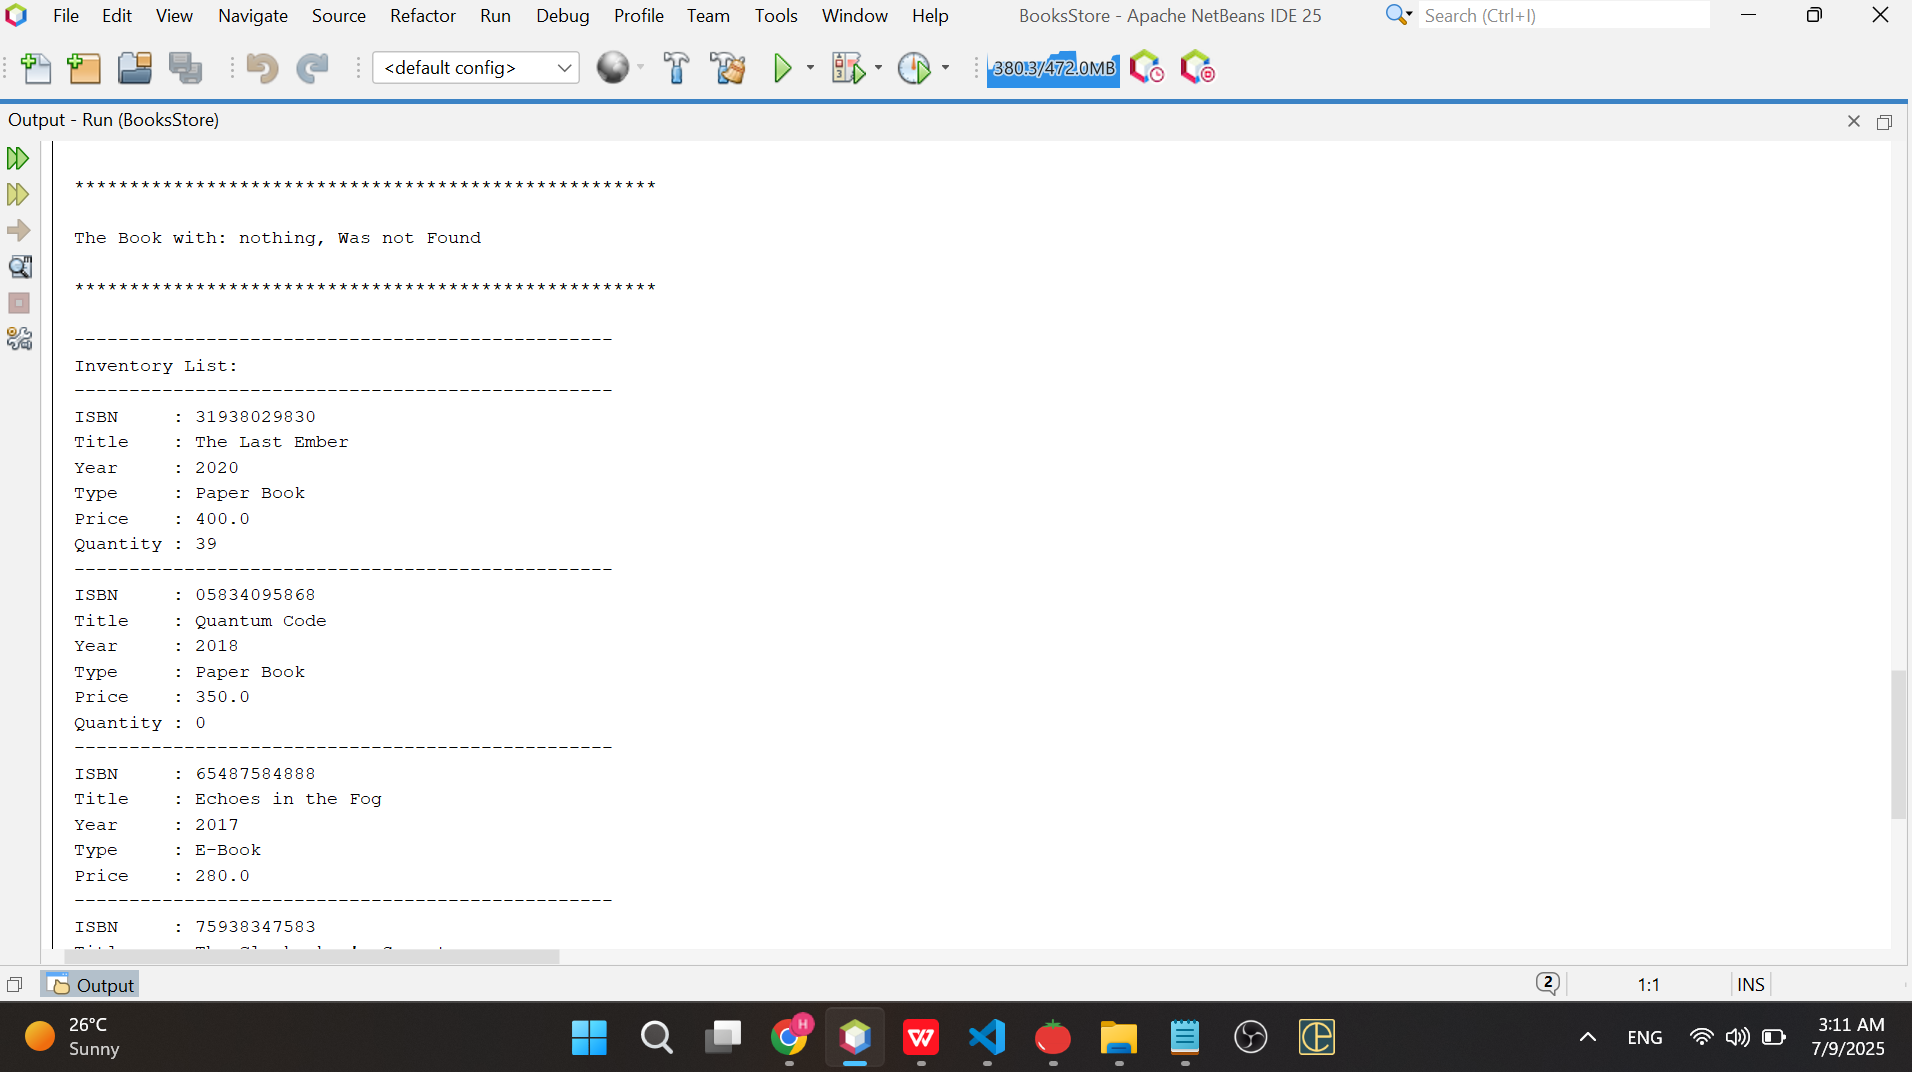 File Edit View Navigate Source Refactor Run Debug Profile Team Tools Window Help BooksStore - Apache NetBeans IDE 25 Search (Ctrl+I)
<default config> 380.3/472.0MB
Output - Run (BooksStore)
*****************************************************
The Book with: nothing, Was not Found
*****************************************************
-------------------------------------------------
Inventory List:
-------------------------------------------------
ISBN : 31938029830
Title : The Last Ember
Year : 2020
Type : Paper Book
Price : 400.0
Quantity : 39
-------------------------------------------------
ISBN : 05834095868
Title : Quantum Code
Year : 2018
Type : Paper Book
Price : 350.0
Quantity : 0
-------------------------------------------------
ISBN : 65487584888
Title : Echoes in the Fog
Year : 2017
Type : E-Book
Price : 280.0
-------------------------------------------------
ISBN : 75938347583
Output 2 1:1 INS
26°C
Sunny
H
ENG
3:11 AM
7/9/2025